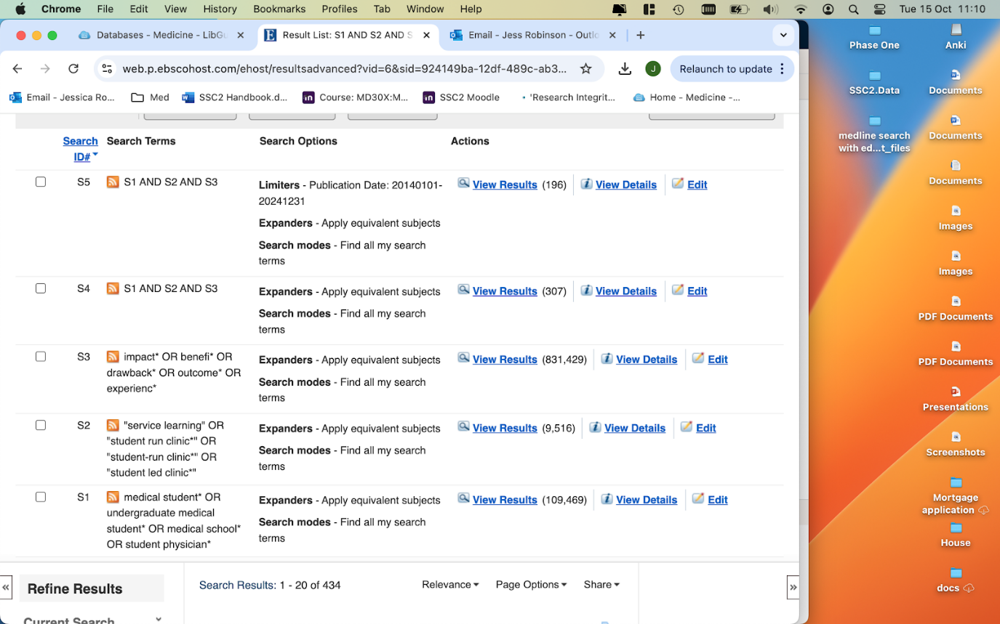 Chrome File Edit View History Bookmarks Profiles Tab Window Help Tue 15 Oct 11:10
Databases - Medicine - LibGu
Result List: S1 AND S2 AND S
Email - Jess Robinson - Outlo
web.p.ebscohost.com/ehost/resultsadvanced?vid=6&sid=924149ba-12df-489c-ab3...
J
Relaunch to update
Email - Jessica Ro...
Med
SSC2 Handbook.d...
Course: MD30X:M...
SSC2 Moodle
'Research Integrit...
Home - Medicine -...
Search
ID#
Search Terms
Search Options
Actions
S5
S1 AND S2 AND S3
Limiters - Publication Date: 20140101-
20241231
Expanders - Apply equivalent subjects
Search modes - Find all my search
terms
View Results (196)
View Details
Edit
S4
S1 AND S2 AND S3
Expanders - Apply equivalent subjects
Search modes - Find all my search
terms
View Results (307)
View Details
Edit
S3
impact* OR benefi* OR
drawback* OR outcome* OR
experienc*
Expanders - Apply equivalent subjects
Search modes - Find all my search
terms
View Results (831,429)
View Details
Edit
S2
"service learning" OR
"student run clinic*" OR
"student-run clinic*" OR
"student led clinic*"
Expanders - Apply equivalent subjects
Search modes - Find all my search
terms
View Results (9,516)
View Details
Edit
S1
medical student* OR
undergraduate medical
student* OR medical school*
OR student physician*
Expanders - Apply equivalent subjects
Search modes - Find all my search
terms
View Results (109,469)
View Details
Edit
Refine Results
Current Search
Search Results: 1 - 20 of 434
Relevance
Page Options
Share
Phase One
SSC2.Data
medline search
with ed...t_files
Anki
Documents
Documents
Documents
Images
Images
PDF Documents
PDF Documents
Presentations
Screenshots
Mortgage
application
House
docs